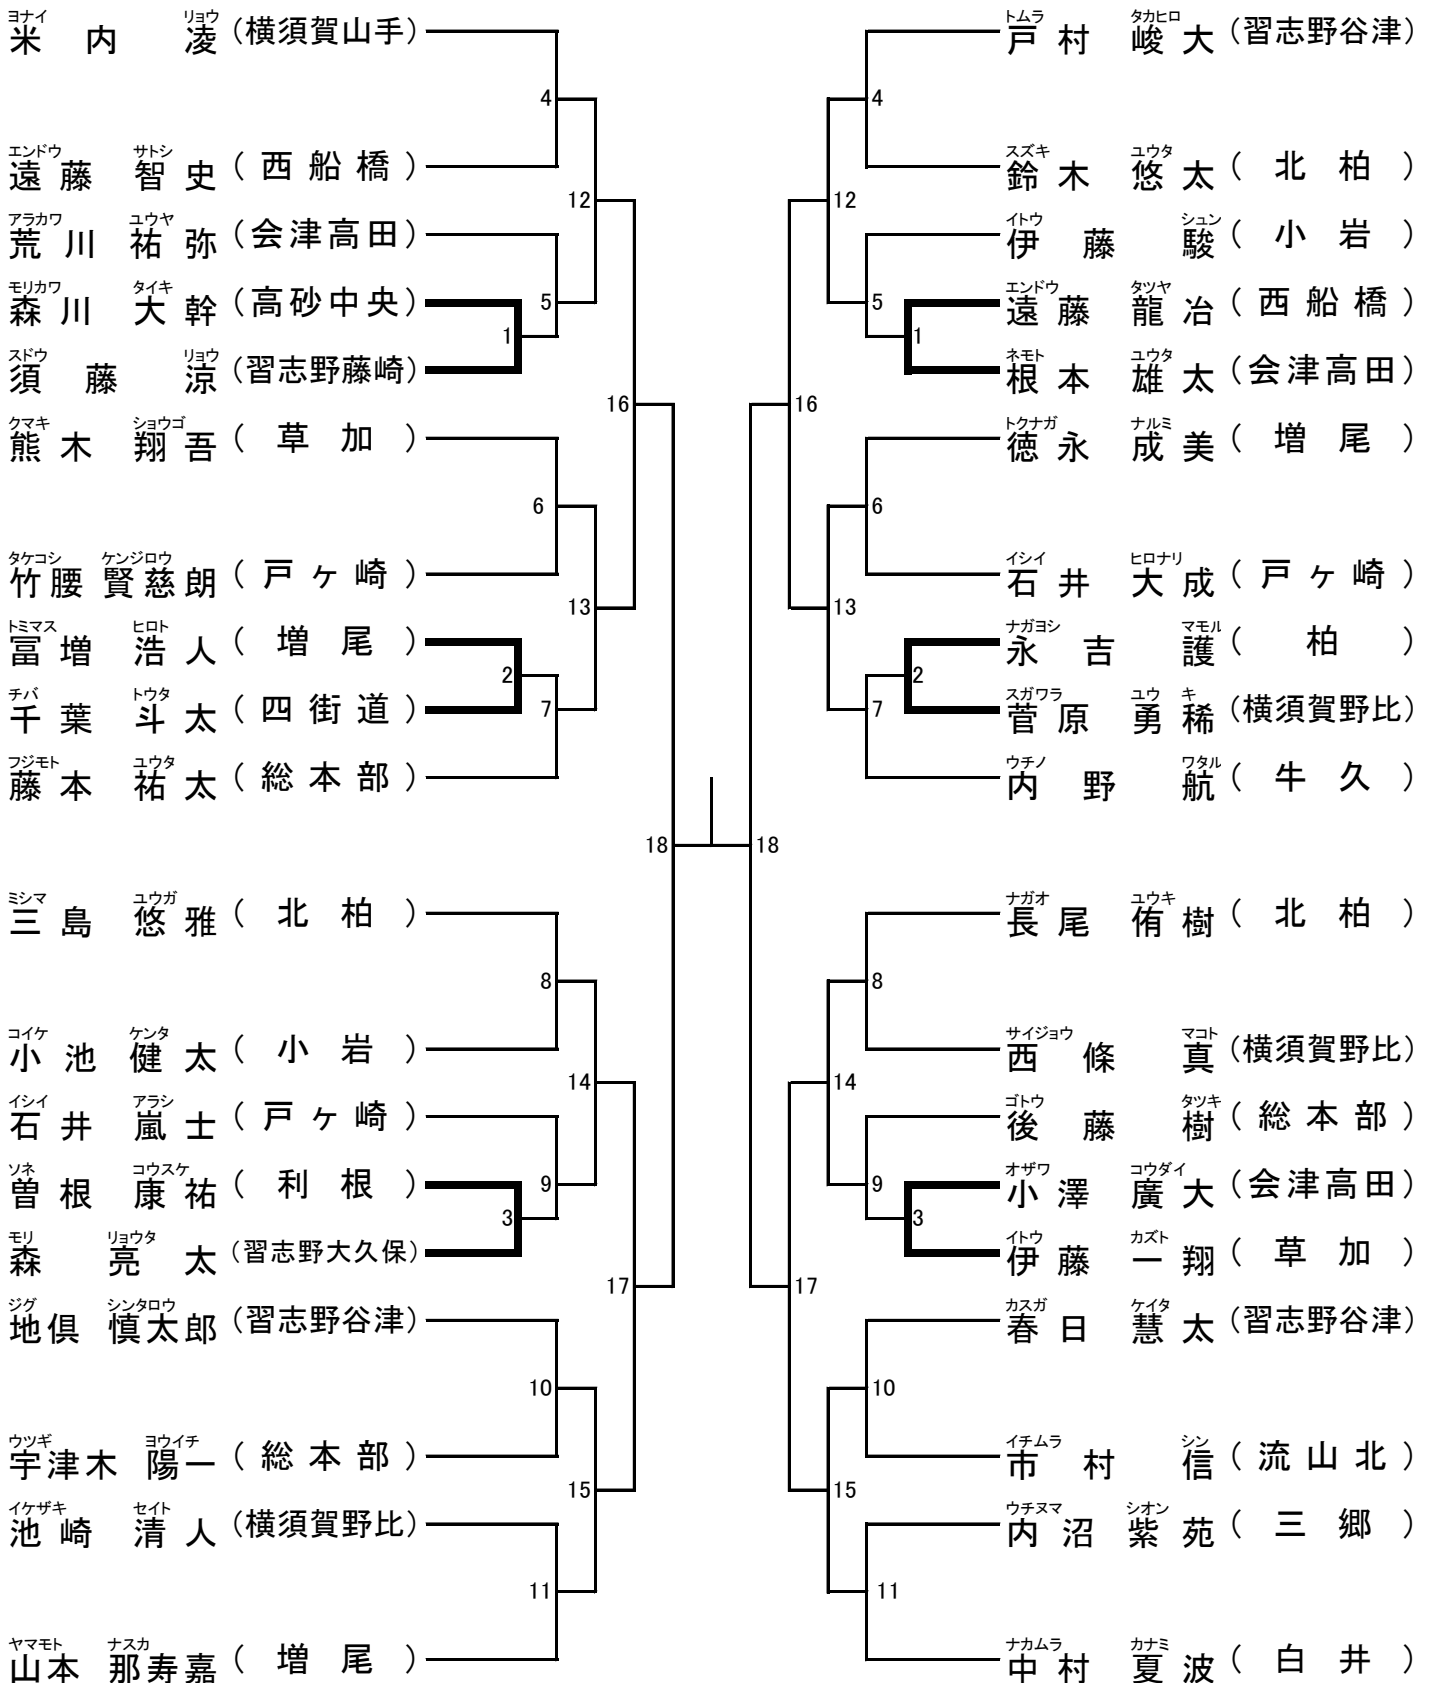 ヨナイ リョウ
米内 凌 (横須賀山手)
4
エンドウ サトシ
遠藤 智史 (西船橋)
12
アラカワ ユウヤ
荒川 祐弥 (会津高田)
モリカワ タイキ
森川 大幹 (高砂中央)
5
1
スドウ リョウ
須藤 涼 (習志野藤崎)
16
クマキ ショウゴ
熊木 翔吾 (草加)
6
タケコシ ケンジロウ
竹腰 賢慈朗 (戸ヶ崎)
13
トミマス ヒロト
冨増 浩人 (増尾)
2
チバ トウタ
千葉 斗太 (四街道)
7
フジモト ユウタ
藤本 祐太 (総本部)
18
ミシマ ユウガ
三島 悠雅 (北柏)
8
コイケ ケンタ
小池 健太 (小岩)
14
イシイ アラシ
石井 嵐士 (戸ヶ崎)
ソネ コウスケ
曽根 康祐 (利根)
9
3
モリ リョウタ
森 亮太 (習志野大久保)
17
ジグ シンタロウ
地倶 慎太郎 (習志野谷津)
10
ウツギ ヨウイチ
宇津木 陽一 (総本部)
15
イケザキ セイト
池崎 清人 (横須賀野比)
11
ヤマモト ナスカ
山本 那寿嘉 (増尾)
トムラ タカヒロ
戸村 峻大 (習志野谷津)
4
スズキ ユウタ
鈴木 悠太 (北柏)
12
イトウ シュン
伊藤 駿 (小岩)
エンドウ タツヤ
遠藤 龍冶 (西船橋)
5
1
ネモト ユウタ
根本 雄太 (会津高田)
16
トクナガ ナルミ
徳永 成美 (増尾)
6
イシイ ヒロナリ
石井 大成 (戸ヶ崎)
13
ナガヨシ マモル
永吉 護 (柏)
2
スガワラ ユウ キ
菅原 勇稀 (横須賀野比)
7
ウチノ ワタル
内野 航 (牛久)
18
ナガオ ユウキ
長尾 侑樹 (北柏)
8
サイジョウ マコト
西條 真 (横須賀野比)
14
ゴトウ タツキ
後藤 樹 (総本部)
オザワ コウダイ
小澤 廣大 (会津高田)
9
3
イトウ カズト
伊藤 一翔 (草加)
17
カスガ ケイタ
春日 慧太 (習志野谷津)
10
イチムラ シン
市村 信 (流山北)
15
ウチヌマ シオン
内沼 紫苑 (三郷)
11
ナカムラ カナミ
中村 夏波 (白井)